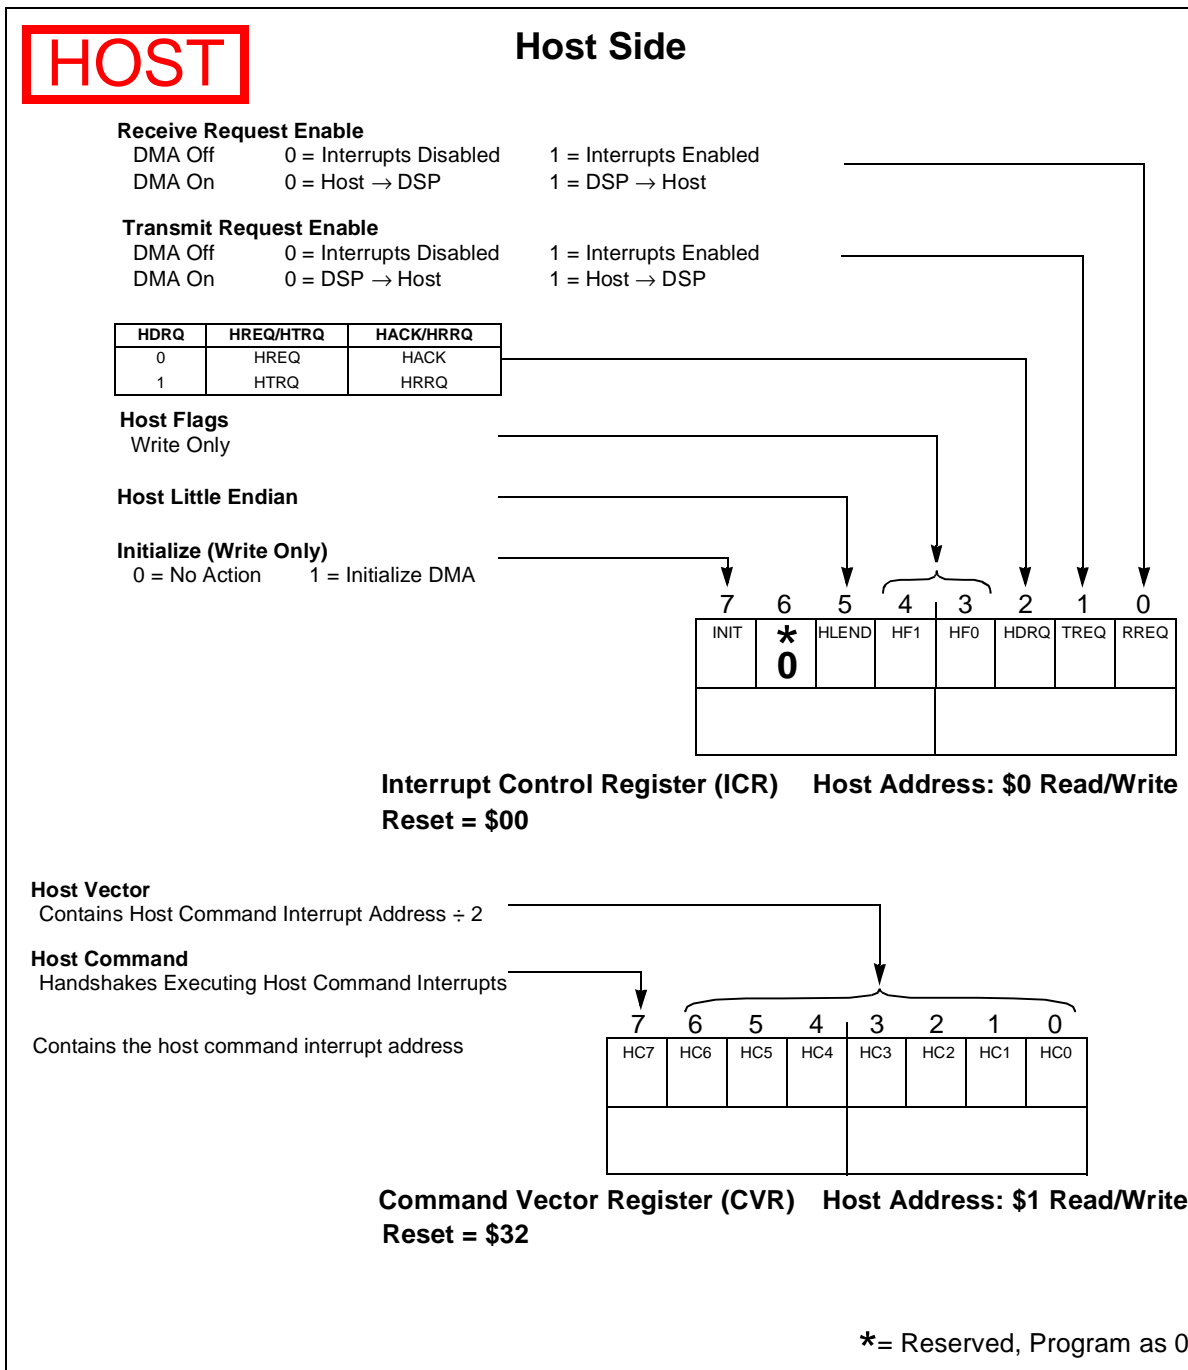 HOST
Host Side
Receive Request Enable
DMA Off 0 = Interrupts Disabled 1 = Interrupts Enabled
DMA On 0 = Host → DSP 1 = DSP → Host
Transmit Request Enable
DMA Off 0 = Interrupts Disabled 1 = Interrupts Enabled
DMA On 0 = DSP → Host 1 = Host → DSP
HDRQ HREQ/HTRQ HACK/HRRQ
0 HREQ HACK
1 HTRQ HRRQ
Host Flags
Write Only
Host Little Endian
Initialize (Write Only)
0 = No Action 1 = Initialize DMA
7 6 5 4 3 2 1 0
INIT * HLEND HF1 HF0 HDRQ TREQ RREQ
0
Interrupt Control Register (ICR) Host Address: $0 Read/Write
Reset = $00
Host Vector
Contains Host Command Interrupt Address ÷ 2
Host Command
Handshakes Executing Host Command Interrupts
Contains the host command interrupt address
7 6 5 4 3 2 1 0
HC7 HC6 HC5 HC4 HC3 HC2 HC1 HC0
Command Vector Register (CVR) Host Address: $1 Read/Write
Reset = $32
*= Reserved, Program as 0